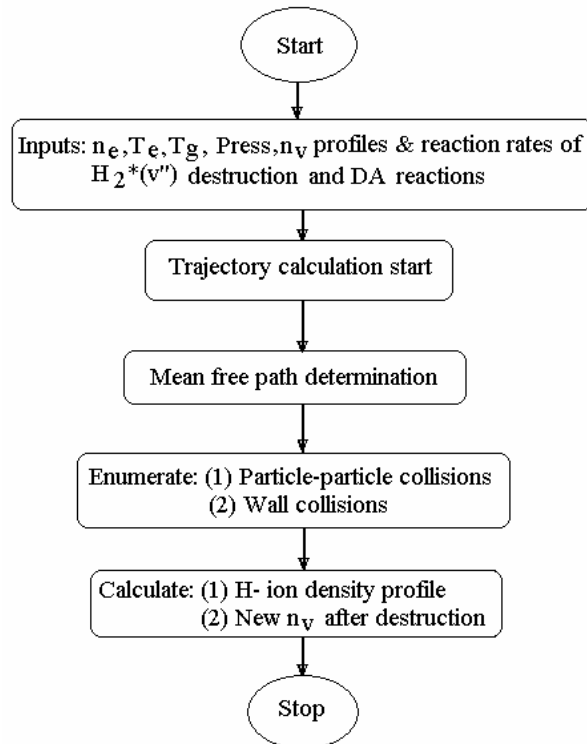 Start
Inputs: ne,Te,Tg, Press,nv profiles & reaction rates of
H2*(v") destruction and DA reactions
Trajectory calculation start
Mean free path determination
Enumerate: (1) Particle-particle collisions
(2) Wall collisions
Calculate: (1) H- ion density profile
(2) New nv after destruction
Stop